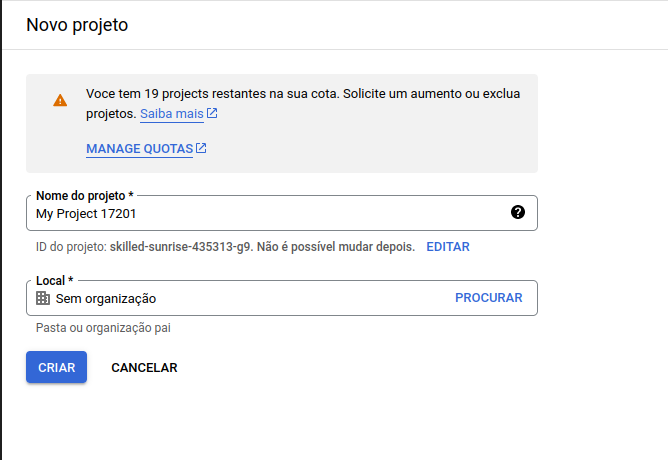 Novo projeto
Voce tem 19 projects restantes na sua cota. Solicite um aumento ou exclua
projetos. Saiba mais
MANAGE QUOTAS
Nome do projeto *
My Project 17201
ID do projeto: skilled-sunrise-435313-g9. Não é possível mudar depois. EDITAR
Local *
Sem organização PROCURAR
Pasta ou organização pai
CRIAR CANCELAR